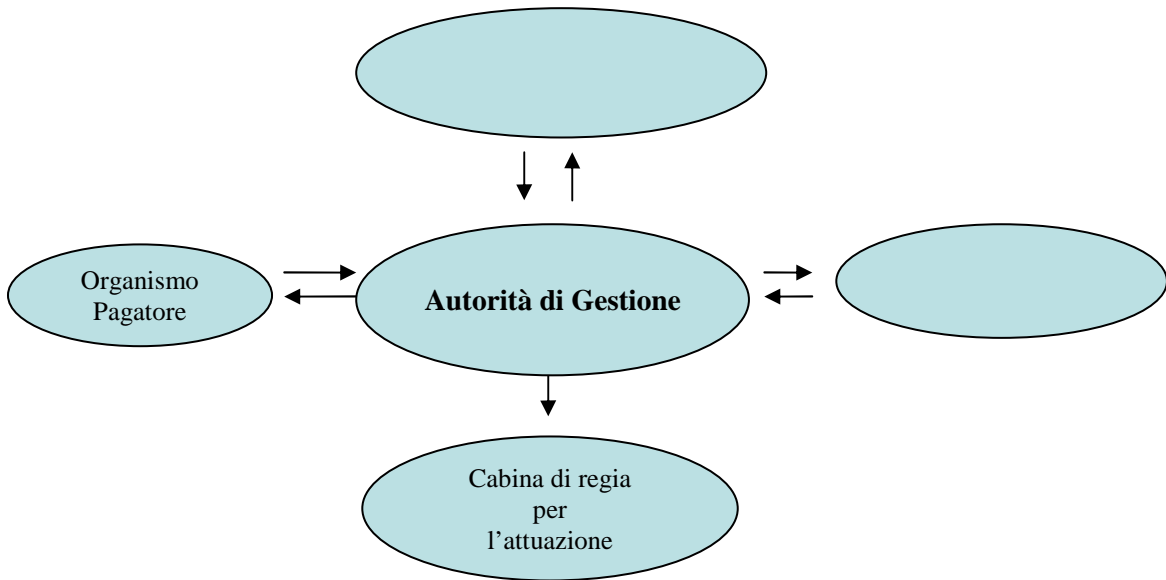 Organismo
Pagatore
Autorità di Gestione
Cabina di regia
per
l’attuazione